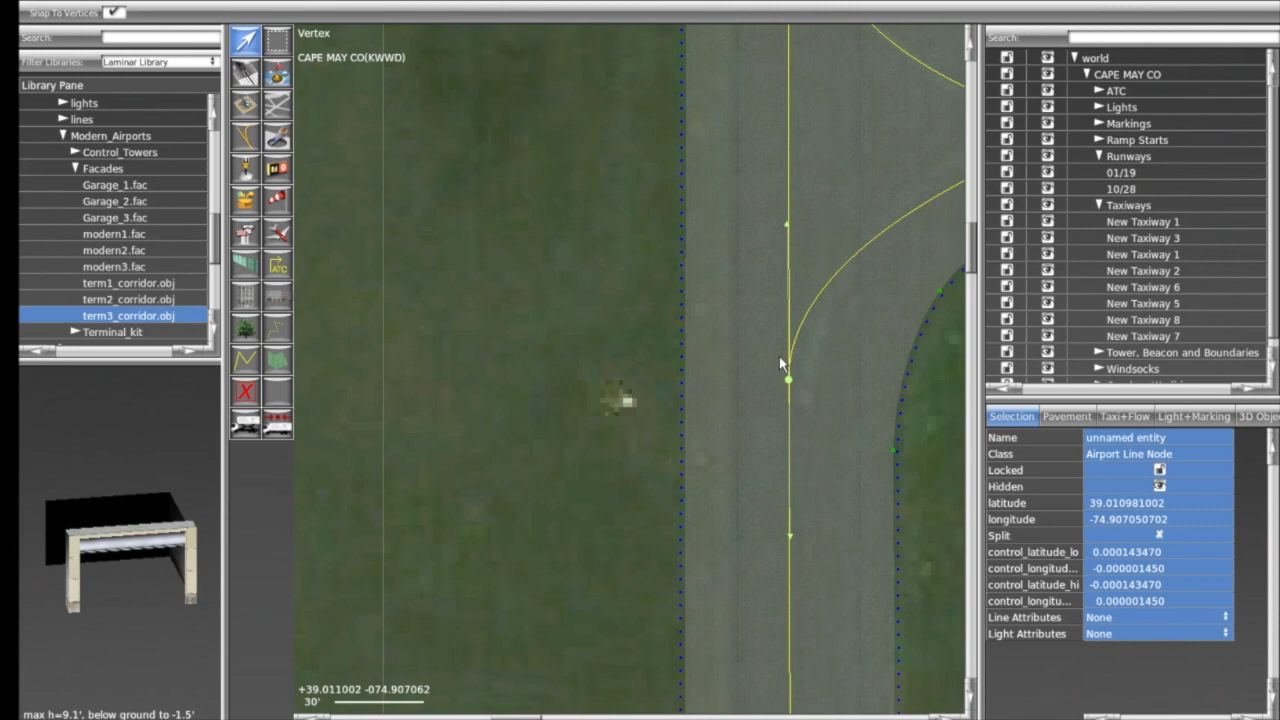 Snap To Vertices
Search:
Filter Libraries: Laminar Library
Library Pane
lights
lines
Modern_Airports
Control_Towers
Facades
Garage_1.fac
Garage_2.fac
Garage_3.fac
modern1.fac
modern2.fac
modern3.fac
term1_corridor.obj
term2_corridor.obj
term3_corridor.obj
Terminal_kit
max h=9.1', below ground to -1.5'
Vertex
CAPE MAY CO(KWWD)
ATC
+39.011002 -074.907062
30'
Search:
world
CAPE MAY CO
ATC
Lights
Markings
Ramp Starts
Runways
01/19
10/28
Taxiways
New Taxiway 1
New Taxiway 3
New Taxiway 1
New Taxiway 2
New Taxiway 6
New Taxiway 5
New Taxiway 8
New Taxiway 7
Tower, Beacon and Boundaries
Windsocks
Selection Pavement Taxi+Flow Light+Marking 3D Obje
Name unnamed entity
Class Airport Line Node
Locked
Hidden
latitude 39.010981002
longitude -74.907050702
Split
control_latitude_lo 0.000143470
control_longitud... -0.000001450
control_latitude_hi -0.000143470
control_longitu... 0.000001450
Line Attributes None
Light Attributes None